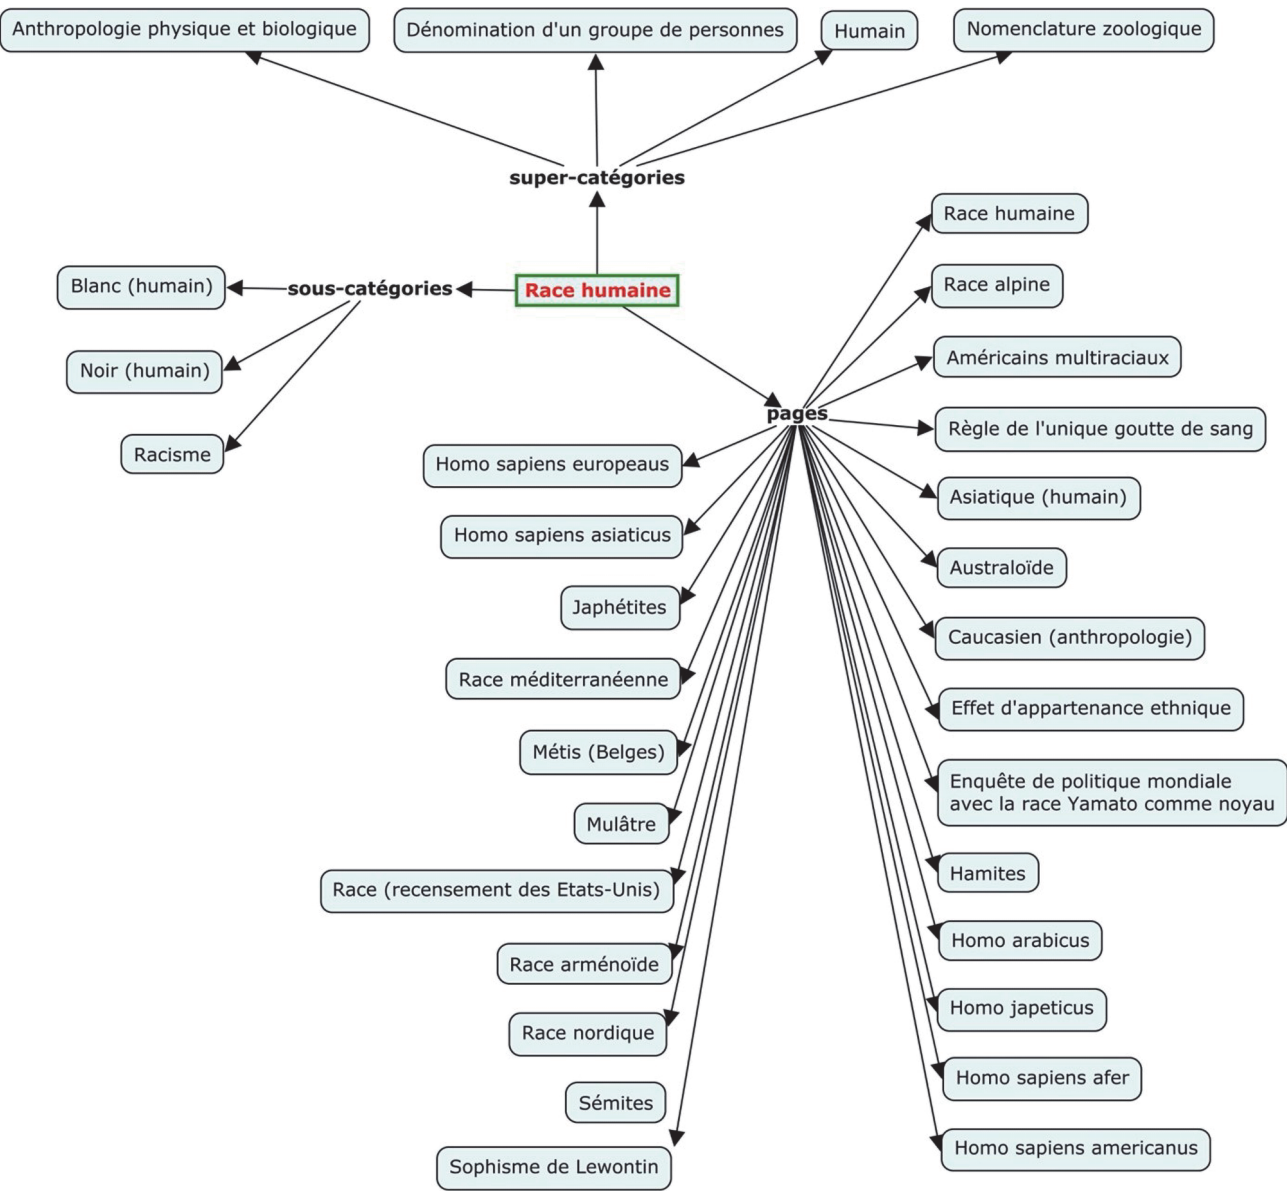 Anthropologie physique et biologique
Dénomination d'un groupe de personnes
Humain
Nomenclature zoologique
super-catégories
Race humaine
sous-catégories
Blanc (humain)
Noir (humain)
Racisme
pages
Race humaine
Race alpine
Américains multiraciaux
Règle de l'unique goutte de sang
Asiatique (humain)
Australoïde
Caucasien (anthropologie)
Effet d'appartenance ethnique
Enquête de politique mondiale
avec la race Yamato comme noyau
Hamites
Homo arabicus
Homo japeticus
Homo sapiens afer
Homo sapiens americanus
Homo sapiens europeaus
Homo sapiens asiaticus
Japhétites
Race méditerranéenne
Métis (Belges)
Mulâtre
Race (recensement des Etats-Unis)
Race arménoïde
Race nordique
Sémites
Sophisme de Lewontin